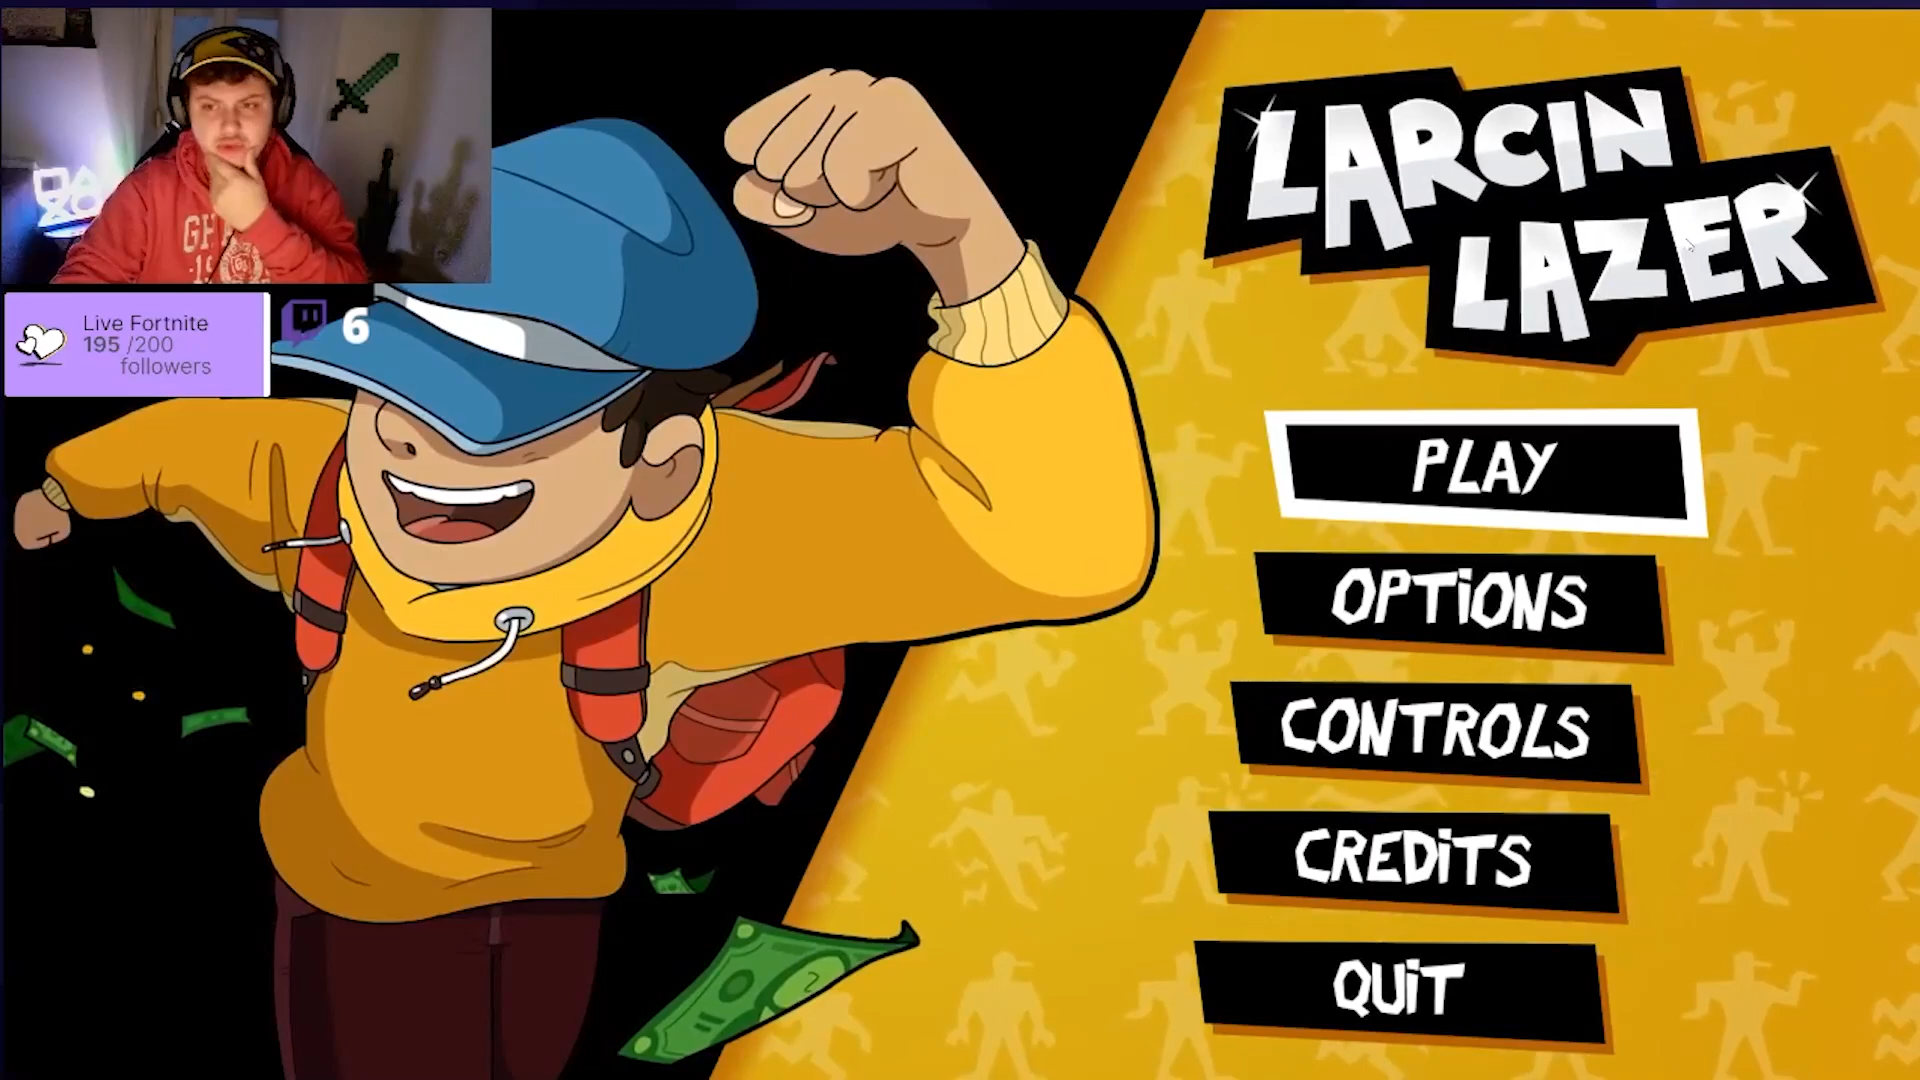 Live Fortnite
195 /200
followers
6
LARCIN
LAZER
PLAY
OPTIONS
CONTROLS
CREDITS
QUIT